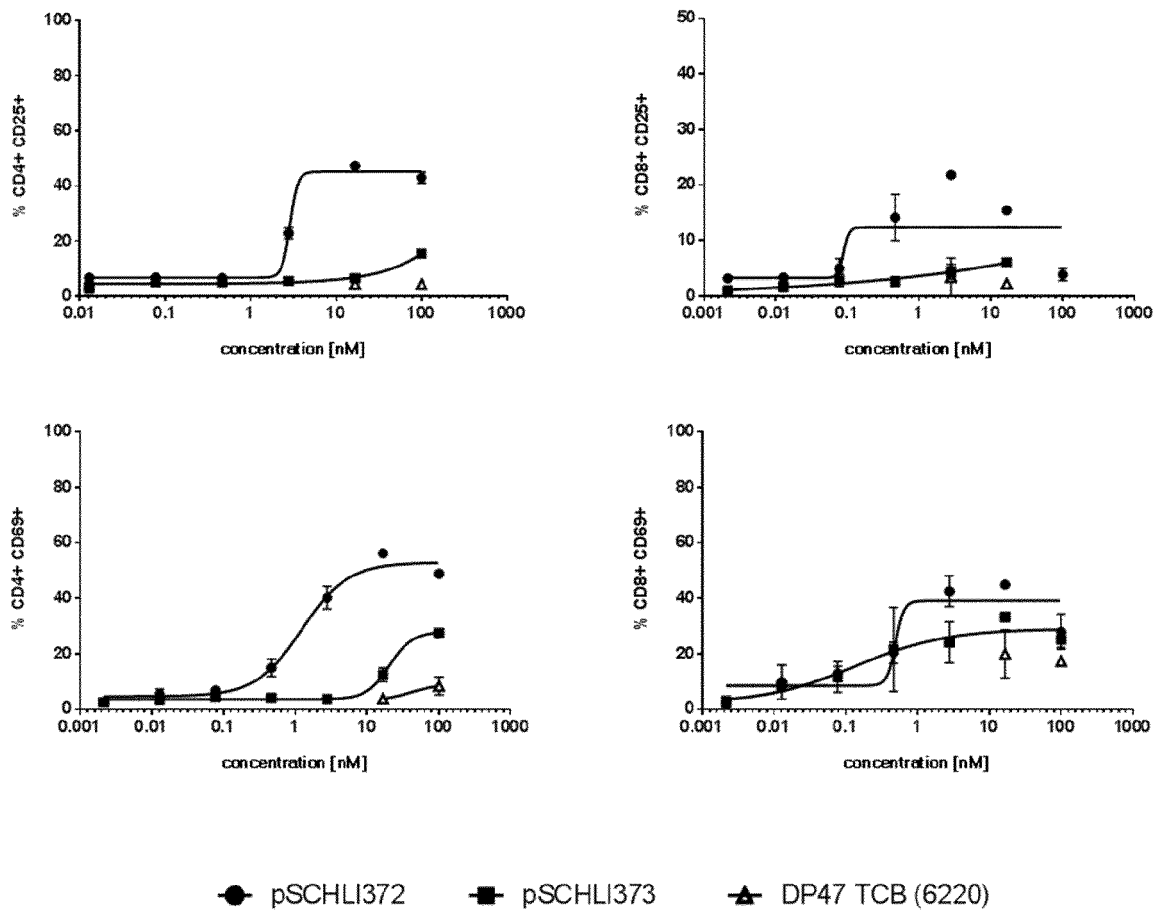 100
80
60
40
20
0
% CD4+ CD25+
0.01 0.1 1 10 100 1000
concentration [nM]
50
40
30
20
10
0
% CD8+ CD25+
0.001 0.01 0.1 1 10 100 1000
concentration [nM]
100
80
60
40
20
0
% CD4+ CD69+
0.001 0.01 0.1 1 10 100 1000
concentration [nM]
100
80
60
40
20
0
% CD8+ CD69+
0.001 0.01 0.1 1 10 100 1000
concentration [nM]
pSCHLI372 pSCHLI373 DP47 TCB (6220)